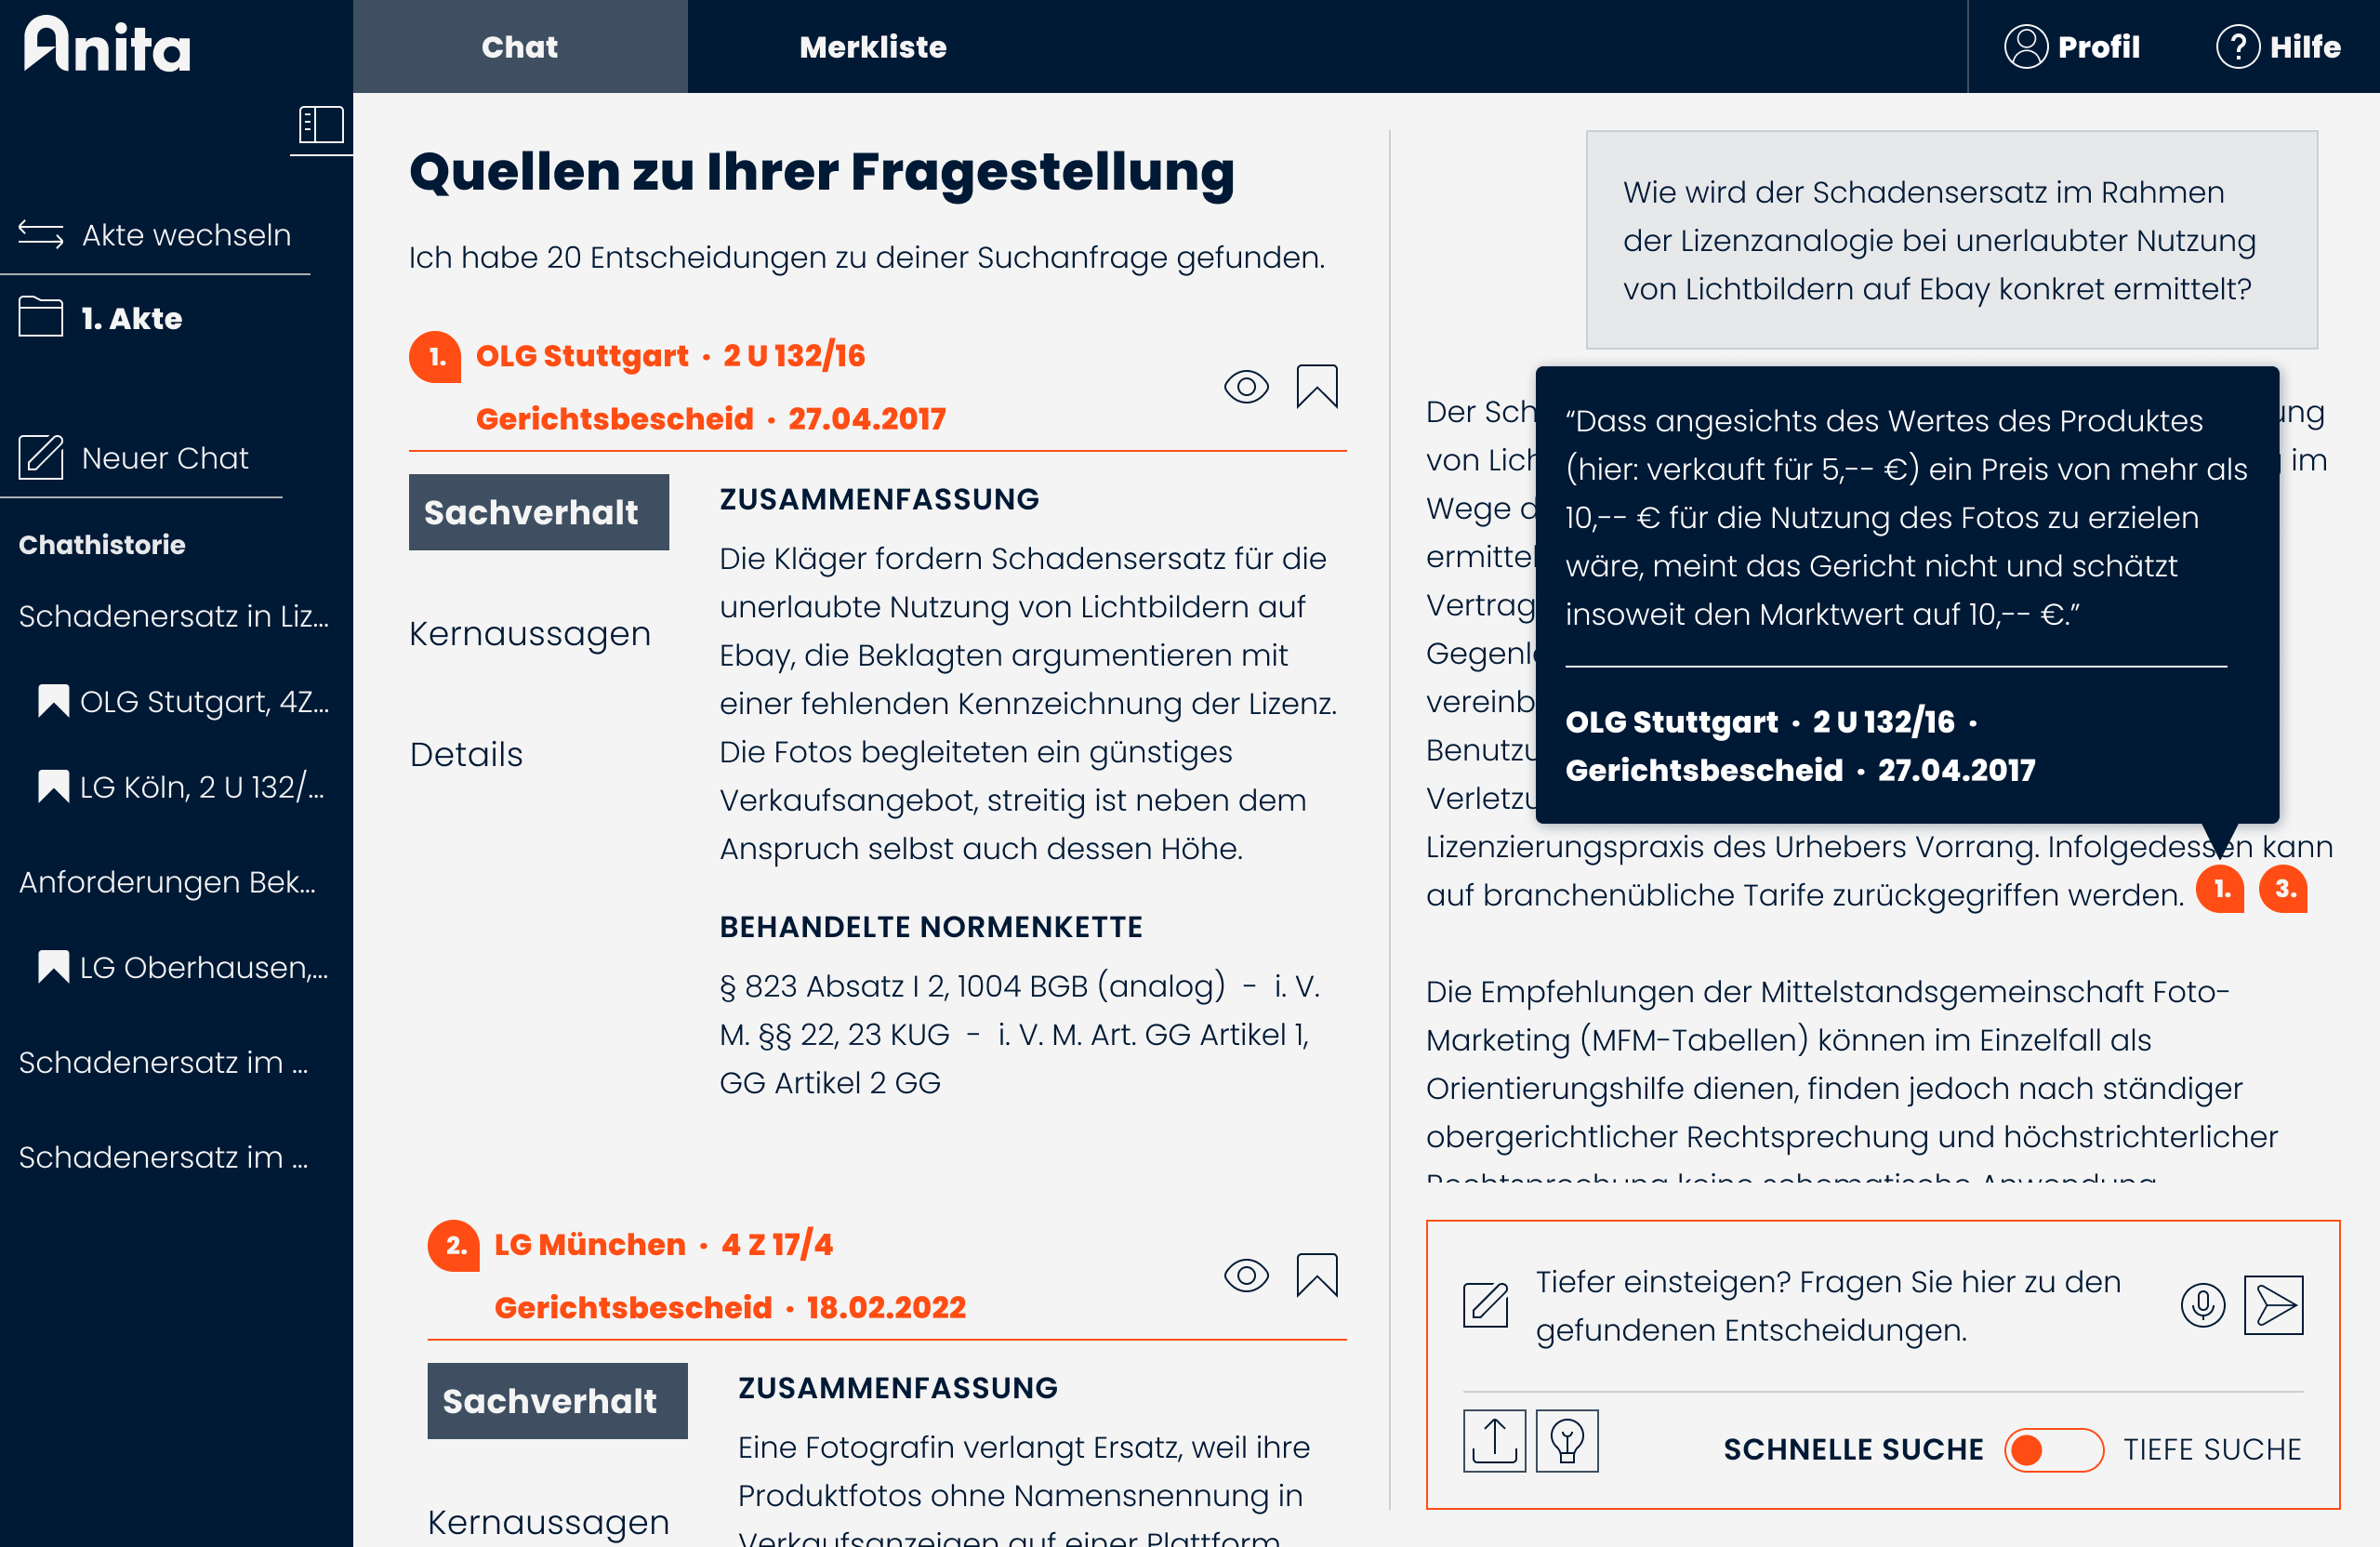 Anita
Chat
Merkliste
Profil
Hilfe
Akte wechseln
1. Akte
Neuer Chat
Chathistorie
Schadenersatz in Liz...
OLG Stutgart, 4Z...
LG Köln, 2 U 132/...
Anforderungen Bek...
LG Oberhausen,...
Schadenersatz im ...
Schadenersatz im ...
Quellen zu Ihrer Fragestellung
Ich habe 20 Entscheidungen zu deiner Suchanfrage gefunden.
1. OLG Stuttgart · 2 U 132/16
Gerichtsbescheid · 27.04.2017
Sachverhalt
Kernaussagen
Details
ZUSAMMENFASSUNG
Die Kläger fordern Schadensersatz für die
unerlaubte Nutzung von Lichtbildern auf
Ebay, die Beklagten argumentieren mit
einer fehlenden Kennzeichnung der Lizenz.
Die Fotos begleiteten ein günstiges
Verkaufsangebot, streitig ist neben dem
Anspruch selbst auch dessen Höhe.
BEHANDELTE NORMENKETTE
§ 823 Absatz I 2, 1004 BGB (analog) - i. V.
M. §§ 22, 23 KUG - i. V. M. Art. GG Artikel 1,
GG Artikel 2 GG
2. LG München · 4 Z 17/4
Gerichtsbescheid · 18.02.2022
Sachverhalt
Kernaussagen
ZUSAMMENFASSUNG
Eine Fotografin verlangt Ersatz, weil ihre
Produktfotos ohne Namensnennung in
Verkaufsanzeigen auf einer Plattform
Wie wird der Schadensersatz im Rahmen
der Lizenzanalogie bei unerlaubter Nutzung
von Lichtbildern auf Ebay konkret ermittelt?
“Dass angesichts des Wertes des Produktes
(hier: verkauft für 5,-- €) ein Preis von mehr als
10,-- € für die Nutzung des Fotos zu erzielen
wäre, meint das Gericht nicht und schätzt
insoweit den Marktwert auf 10,-- €.”
OLG Stuttgart · 2 U 132/16 ·
Gerichtsbescheid · 27.04.2017
Der
von im
Wege
Lizenzierungspraxis des Urhebers Vorrang. Infolgedessen kann
auf branchenübliche Tarife zurückgegriffen werden. 1. 3.
Die Empfehlungen der Mittelstandsgemeinschaft Foto-
Marketing (MFM-Tabellen) können im Einzelfall als
Orientierungshilfe dienen, finden jedoch nach ständiger
obergerichtlicher Rechtsprechung und höchstrichterlicher
Rechtsprechung keine schematische Anwendung
Tiefer einsteigen? Fragen Sie hier zu den
gefundenen Entscheidungen.
SCHNELLE SUCHE
TIEFE SUCHE